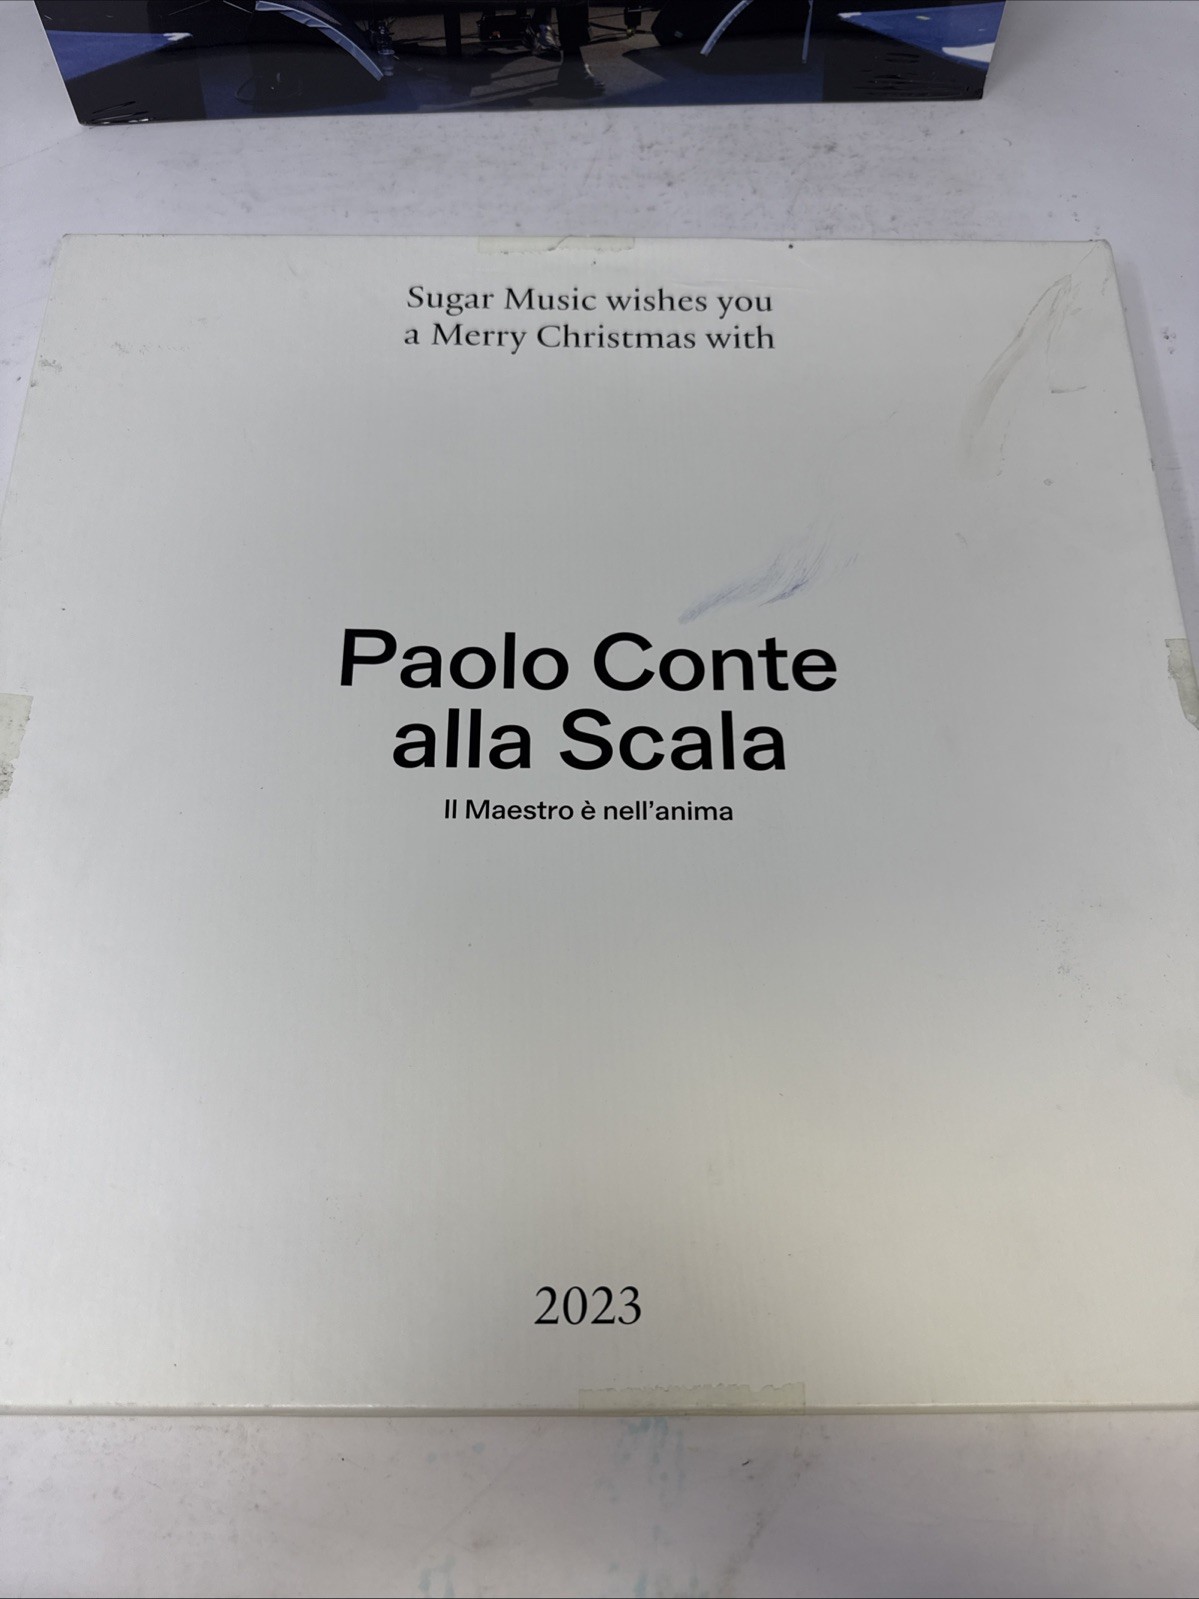 Sugar Music wishes you
a Merry Christmas with
Paolo Conte
alla Scala
Il Maestro è nell'anima
2023